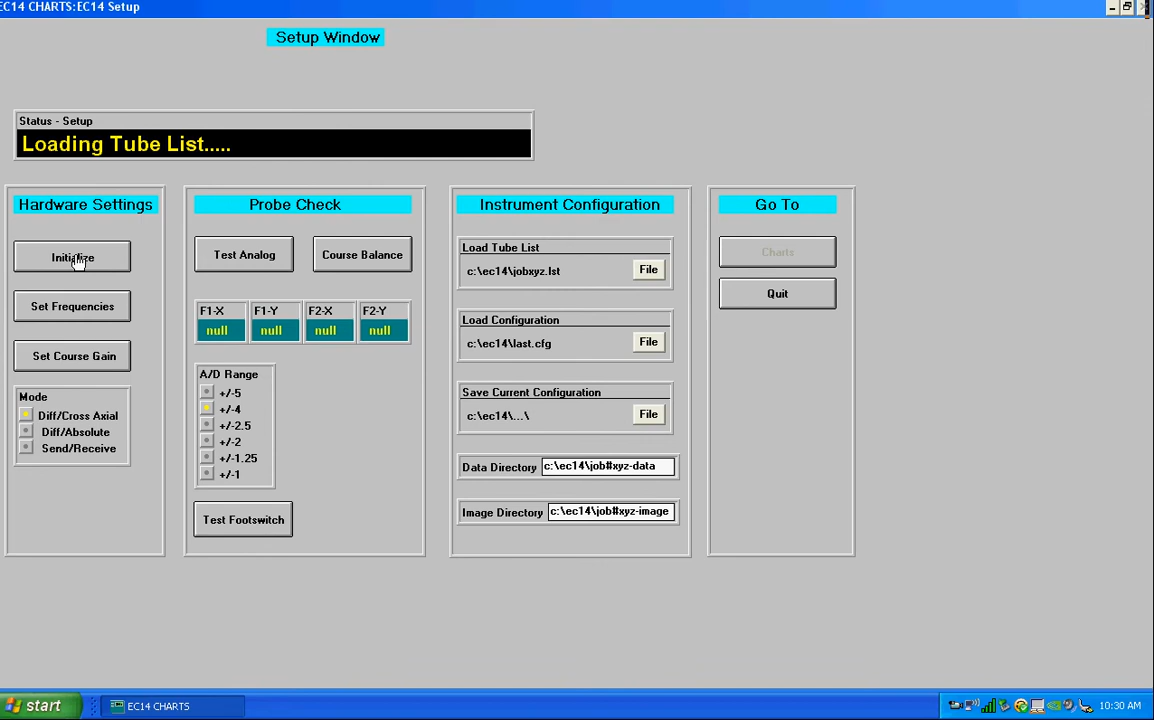 EC14 CHARTS:EC14 Setup
Setup Window
Status - Setup
Loading Tube List.....
Hardware Settings
Initialize
Set Frequencies
Set Course Gain
Mode
Diff/Cross Axial
Diff/Absolute
Send/Receive
Probe Check
Test Analog
Course Balance
F1-X
F1-Y
F2-X
F2-Y
null
null
null
null
A/D Range
+/-5
+/-4
+/-2.5
+/-2
+/-1.25
+/-1
Test Footswitch
Instrument Configuration
Load Tube List
c:\ec14\jobxyz.lst
File
Load Configuration
c:\ec14\last.cfg
File
Save Current Configuration
c:\ec14\...\
File
Data Directory
c:\ec14\job#xyz-data
Image Directory
c:\ec14\job#xyz-image
Go To
Charts
Quit
start
EC14 CHARTS
10:30 AM